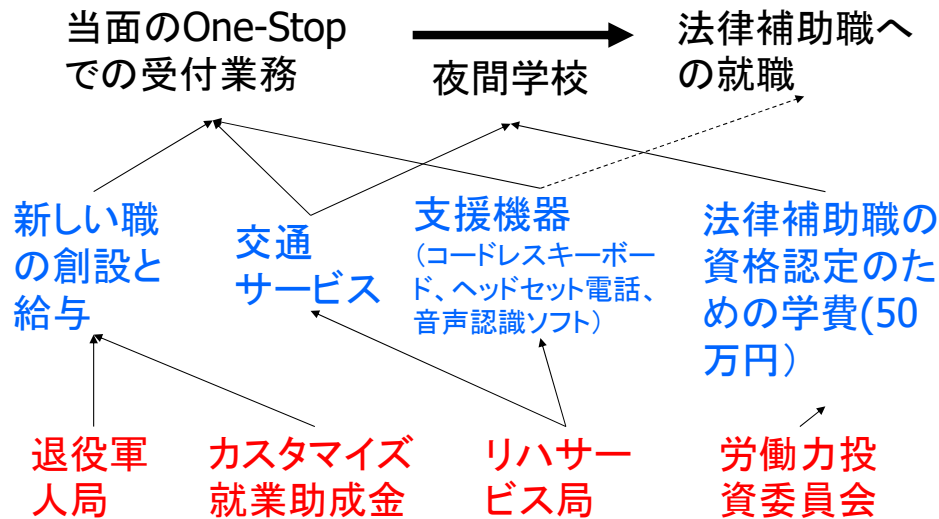 当面のOne-Stop
での受付業務
夜間学校
法律補助職へ
の就職
新しい職
の創設と
給与
交通
サービス
支援機器
（コードレスキーボー
ド、ヘッドセット電話、
音声認識ソフト）
法律補助職の
資格認定のた
めの学費(50
万円）
退役軍
人局
カスタマイズ
就業助成金
リハサー
ビス局
労働力投
資委員会